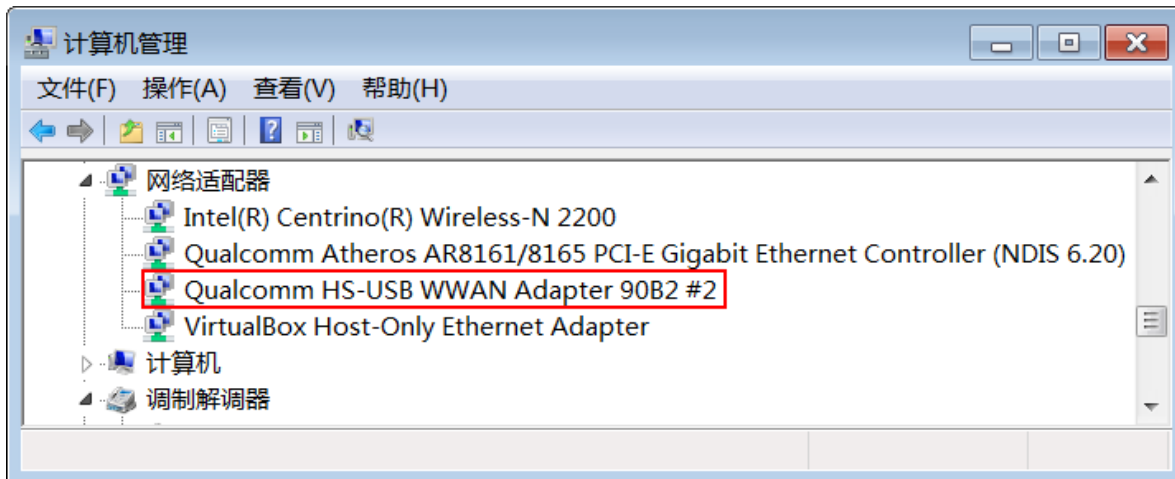 计算机管理
文件(F) 操作(A) 查看(V) 帮助(H)
网络适配器
Intel(R) Centrino(R) Wireless-N 2200
Qualcomm Atheros AR8161/8165 PCI-E Gigabit Ethernet Controller (NDIS 6.20)
Qualcomm HS-USB WWAN Adapter 90B2 #2
VirtualBox Host-Only Ethernet Adapter
计算机
调制解调器